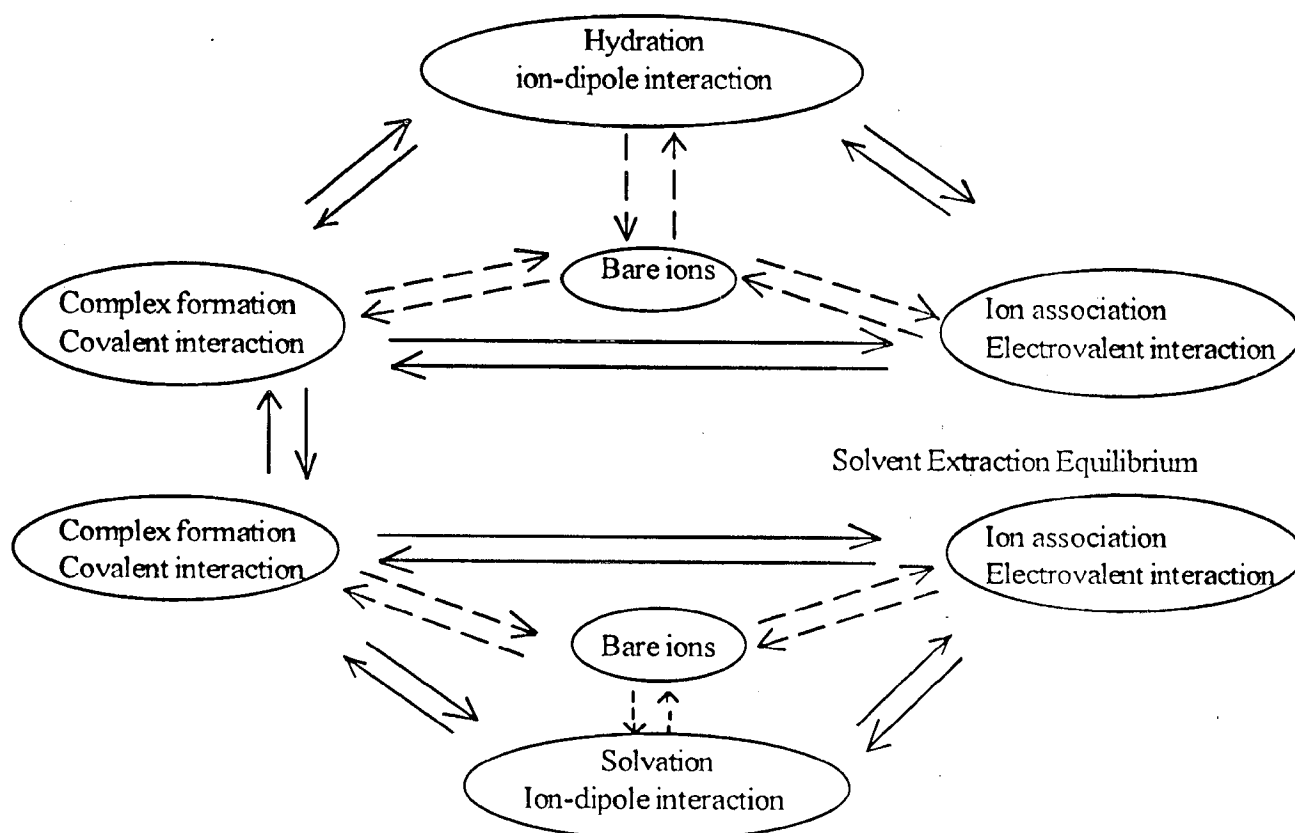 Hydration
ion-dipole interaction
Bare ions
Complex formation
Covalent interaction
Ion association
Electrovalent interaction
Solvent Extraction Equilibrium
Complex formation
Covalent interaction
Ion association
Electrovalent interaction
Bare ions
Solvation
Ion-dipole interaction